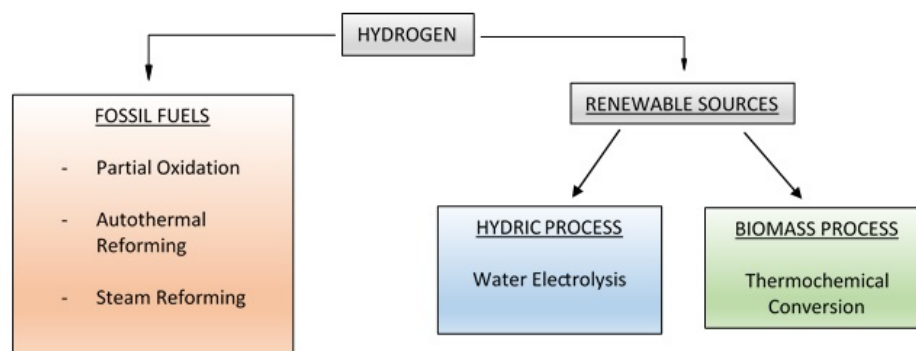 HYDROGEN
FOSSIL FUELS
- Partial Oxidation
- Autothermal
Reforming
- Steam Reforming
RENEWABLE SOURCES
HYDRIC PROCESS
Water Electrolysis
BIOMASS PROCESS
Thermochemical
Conversion